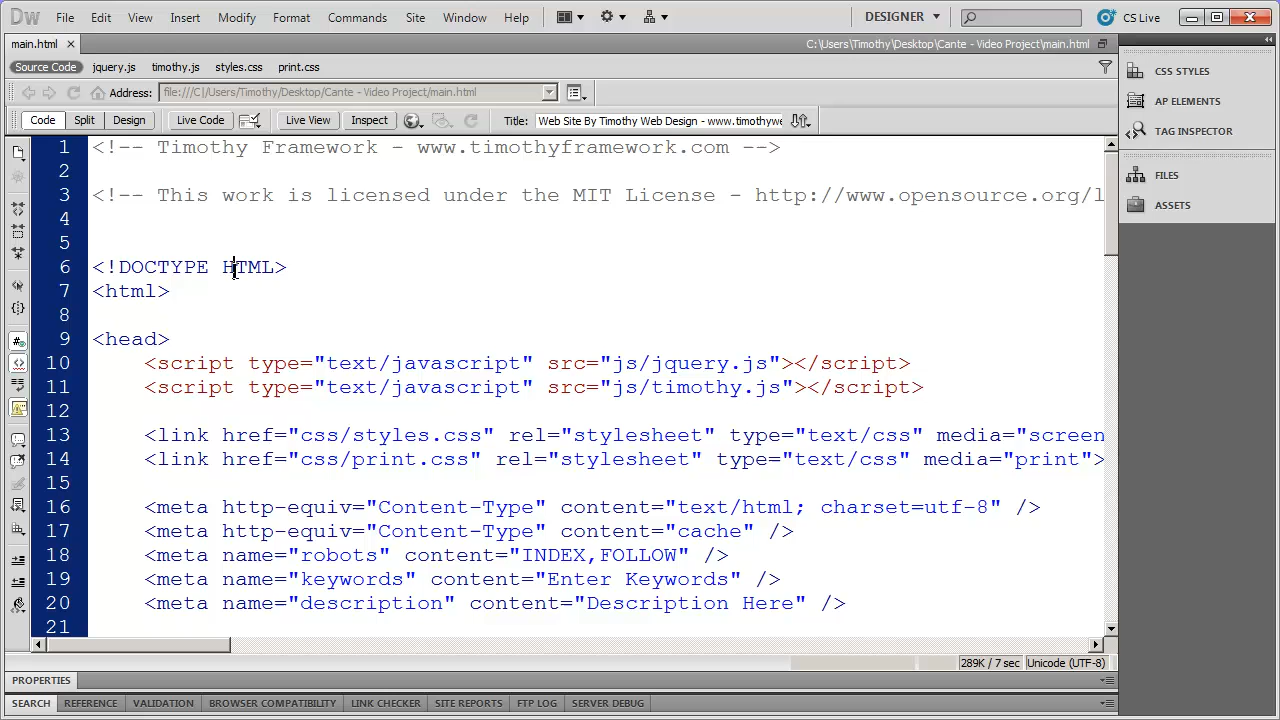 Dw File Edit View Insert Modify Format Commands Site Window Help DESIGNER CS Live
main.html C:\Users\Timothy\Desktop\Cante - Video Project\main.html
Source Code jquery.js timothy.js styles.css print.css
Address: file:///C|/Users/Timothy/Desktop/Cante - Video Project/main.html
Code Split Design Live Code Live View Inspect Title: Web Site By Timothy Web Design - www.timothywe
CSS STYLES
AP ELEMENTS
TAG INSPECTOR
FILES
ASSETS
1 <!-- Timothy Framework - www.timothyframework.com -->
2
3 <!-- This work is licensed under the MIT License - http://www.opensource.org/l
4
5
6 <!DOCTYPE HTML>
7 <html>
8
9 <head>
10 <script type="text/javascript" src="js/jquery.js"></script>
11 <script type="text/javascript" src="js/timothy.js"></script>
12
13 <link href="css/styles.css" rel="stylesheet" type="text/css" media="screen
14 <link href="css/print.css" rel="stylesheet" type="text/css" media="print">
15
16 <meta http-equiv="Content-Type" content="text/html; charset=utf-8" />
17 <meta http-equiv="Content-Type" content="cache" />
18 <meta name="robots" content="INDEX,FOLLOW" />
19 <meta name="keywords" content="Enter Keywords" />
20 <meta name="description" content="Description Here" />
21
289K / 7 sec Unicode (UTF-8)
PROPERTIES
SEARCH REFERENCE VALIDATION BROWSER COMPATIBILITY LINK CHECKER SITE REPORTS FTP LOG SERVER DEBUG